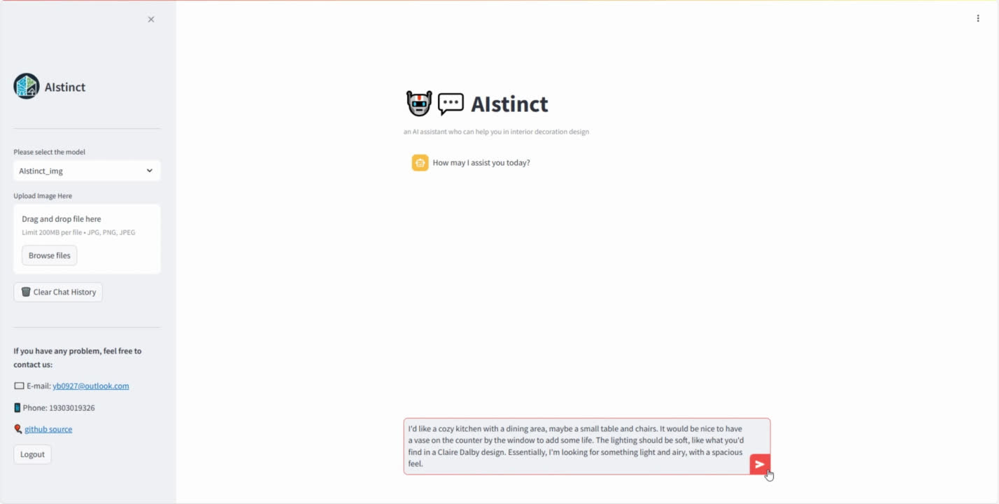 AIstinct
Please select the model
AIstinct_img
Upload Image Here
Drag and drop file here
Limit 200MB per file • JPG, PNG, JPEG
Browse files
Clear Chat History
If you have any problem, feel free to
contact us:
E-mail: yb0927@outlook.com
Phone: 19303019326
github source
Logout
AIstinct
an AI assistant who can help you in interior decoration design
How may I assist you today?
I'd like a cozy kitchen with a dining area, maybe a small table and chairs. It would be nice to have
a vase on the counter by the window to add some life. The lighting should be soft, like what you'd
find in a Claire Dalby design. Essentially, I'm looking for something light and airy, with a spacious
feel.